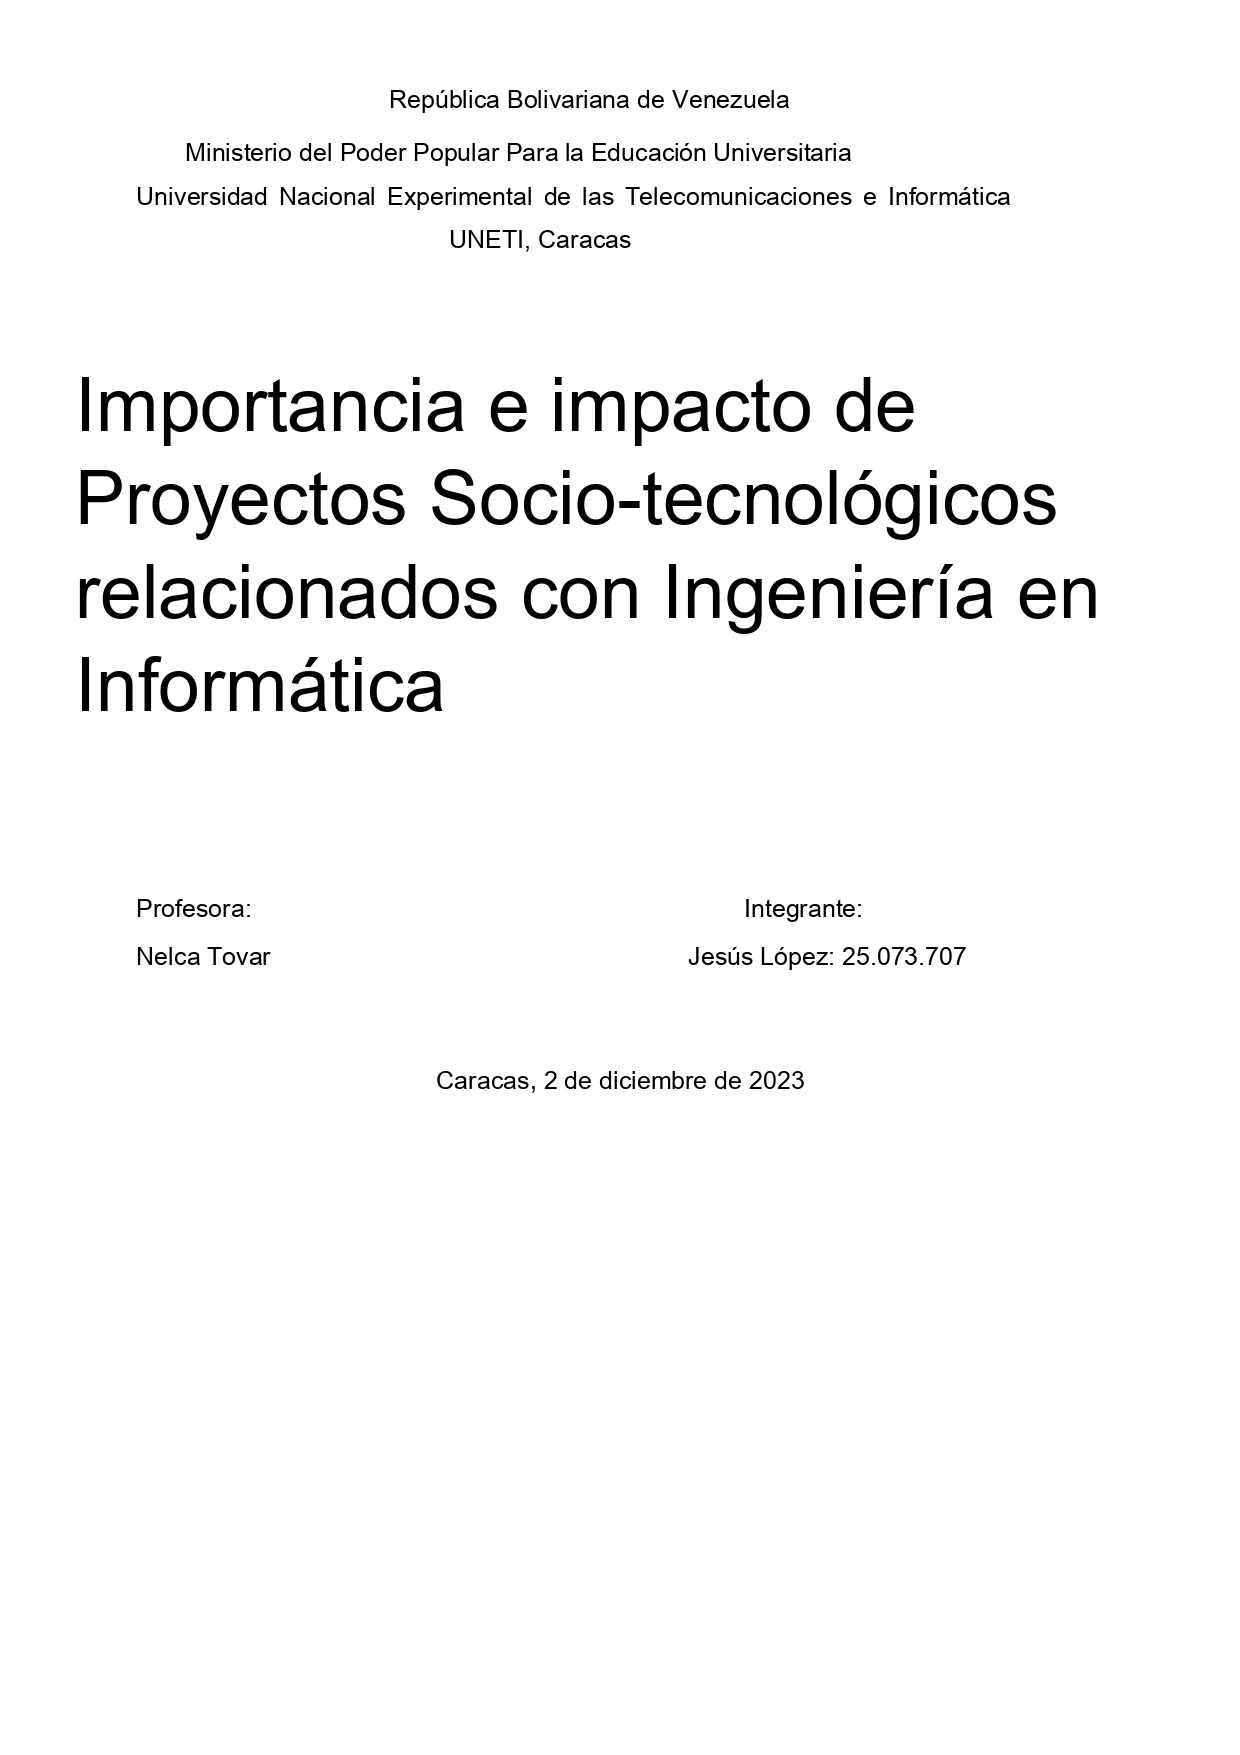 República Bolivariana de Venezuela
Ministerio del Poder Popular Para la Educación Universitaria
Universidad Nacional Experimental de las Telecomunicaciones e Informática
UNETI, Caracas
Importancia e impacto de
Proyectos Socio-tecnológicos
relacionados con Ingeniería en
Informática
Profesora:
Integrante:
Nelca Tovar
Jesús López: 25.073.707
Caracas, 2 de diciembre de 2023